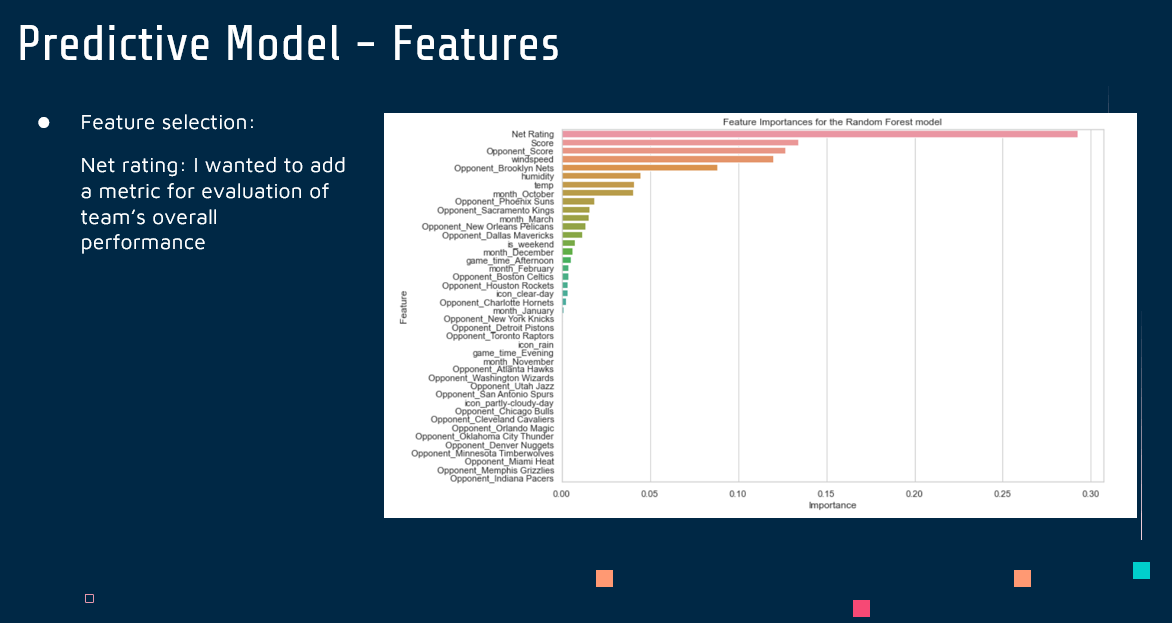 Predictive Model - Features
● Feature selection:
Net rating: I wanted to add
a metric for evaluation of
team's overall
performance
Feature Importances for the Random Forest model
Net Rating
Score
Opponent_Score
windspeed
Opponent_Brooklyn Nets
humidity
temp
month_October
Opponent_Phoenix Suns
Opponent_Sacramento Kings
month_March
Opponent_New Orleans Pelicans
Opponent_Dallas Mavericks
is_weekend
month_December
game_time_Afternoon
month_February
Opponent_Boston Celtics
Opponent_Houston Rockets
icon_clear-day
Opponent_Charlotte Hornets
month_January
Opponent_New York Knicks
Opponent_Detroit Pistons
Opponent_Toronto Raptors
icon_rain
game_time_Evening
month_November
Opponent_Atlanta Hawks
Opponent_Washington Wizards
Opponent_Utah Jazz
Opponent_San Antonio Spurs
icon_partly-cloudy-day
Opponent_Chicago Bulls
Opponent_Cleveland Cavaliers
Opponent_Orlando Magic
Opponent_Oklahoma City Thunder
Opponent_Denver Nuggets
Opponent_Minnesota Timberwolves
Opponent_Miami Heat
Opponent_Memphis Grizzlies
Opponent_Indiana Pacers
Feature
0.00 0.05 0.10 0.15 0.20 0.25 0.30
Importance